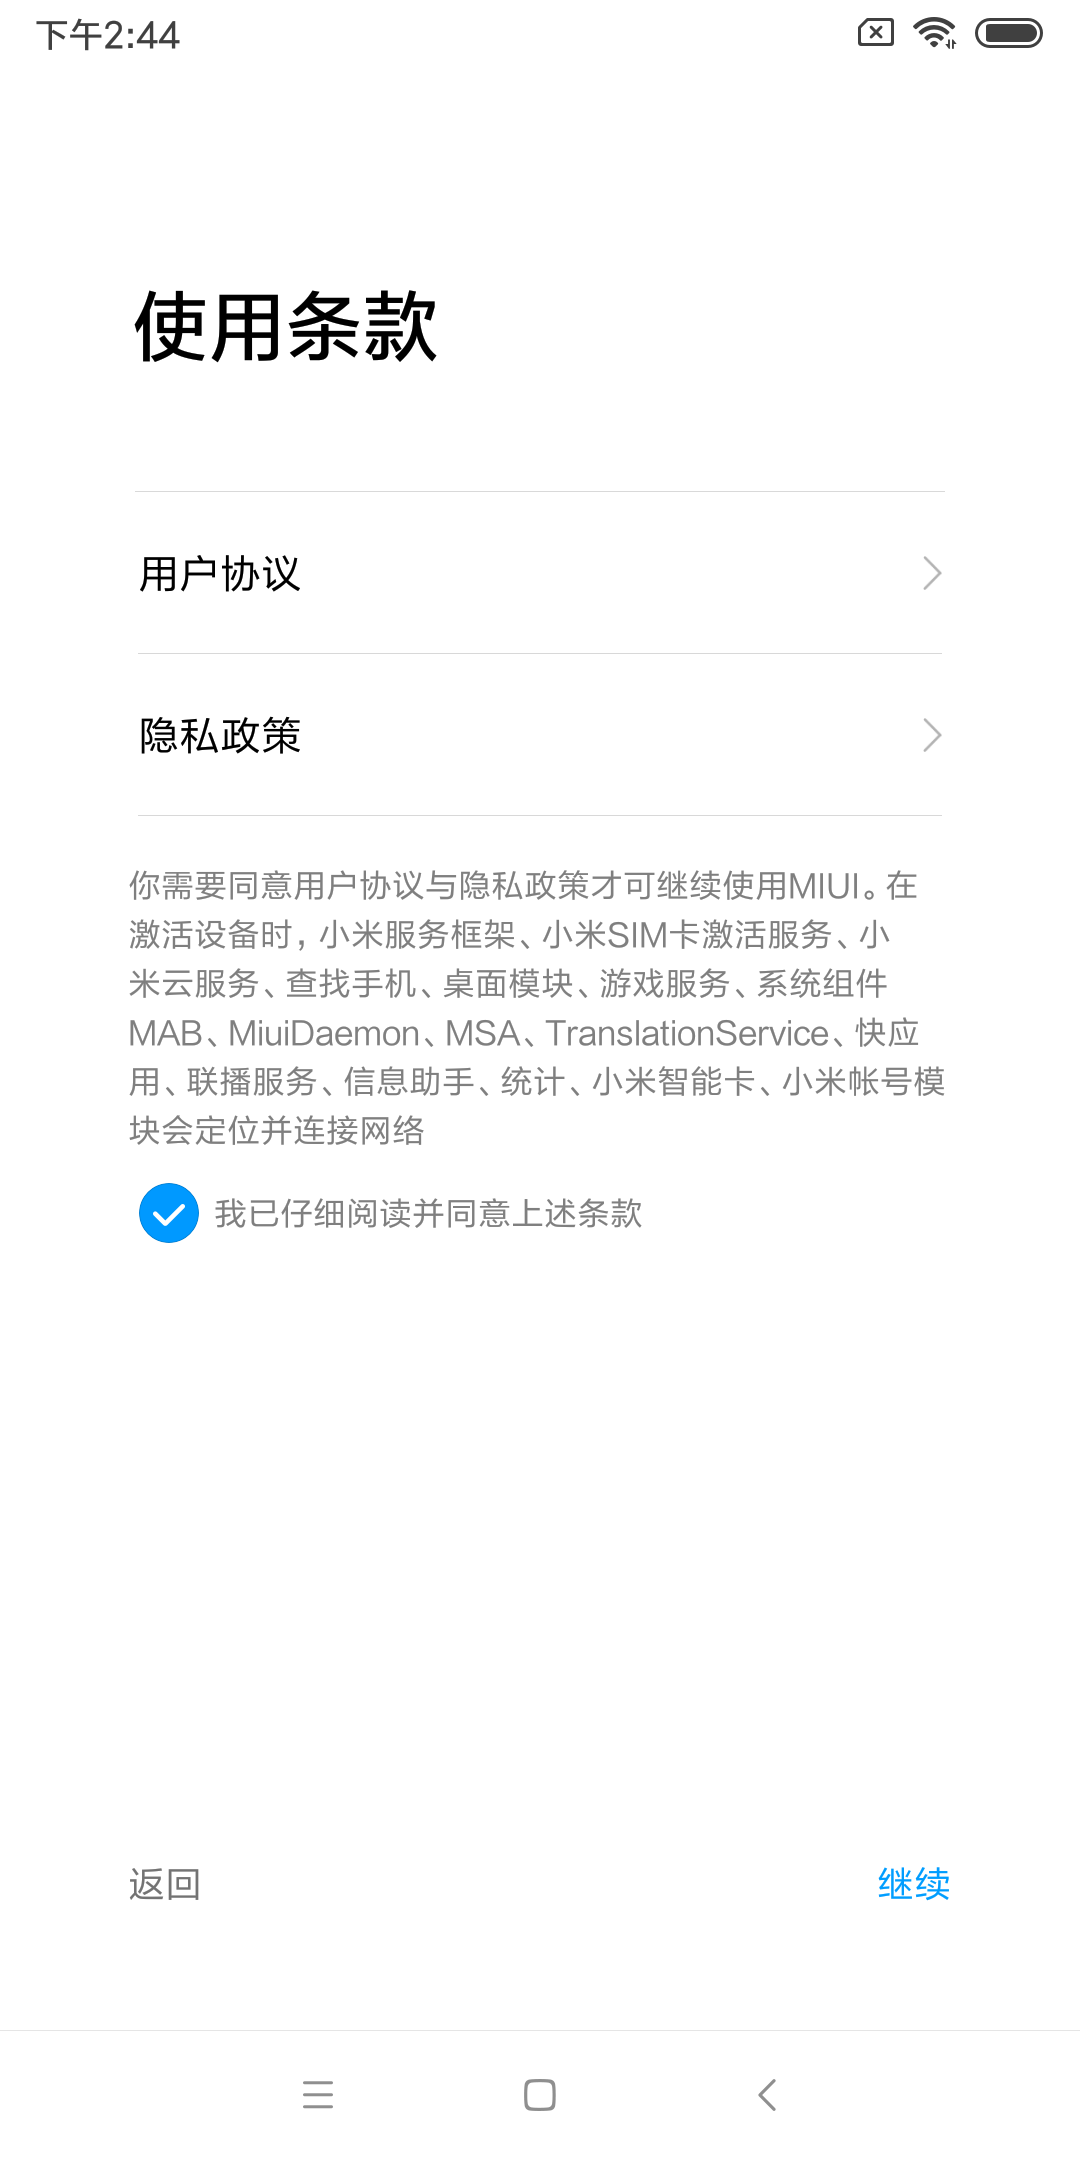 下午2:44
使用条款
用户协议
隐私政策
你需要同意用户协议与隐私政策才可继续使用MIUI。在
激活设备时，小米服务框架、小米SIM卡激活服务、小
米云服务、查找手机、桌面模块、游戏服务、系统组件
MAB、MiuiDaemon、MSA、TranslationService、快应
用、联播服务、信息助手、统计、小米智能卡、小米帐号模
块会定位并连接网络
我已仔细阅读并同意上述条款
返回
继续